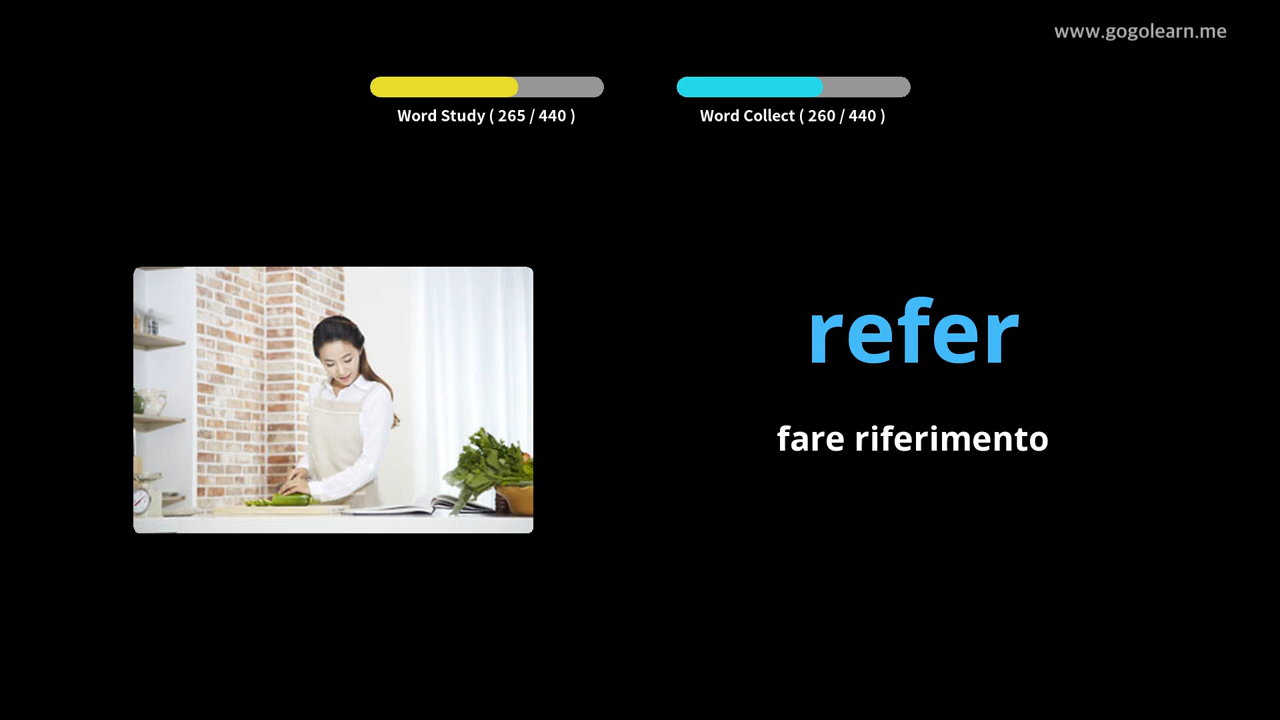 www.gogolearn.me
Word Study ( 265 / 440 )
Word Collect ( 260 / 440 )
refer
fare riferimento